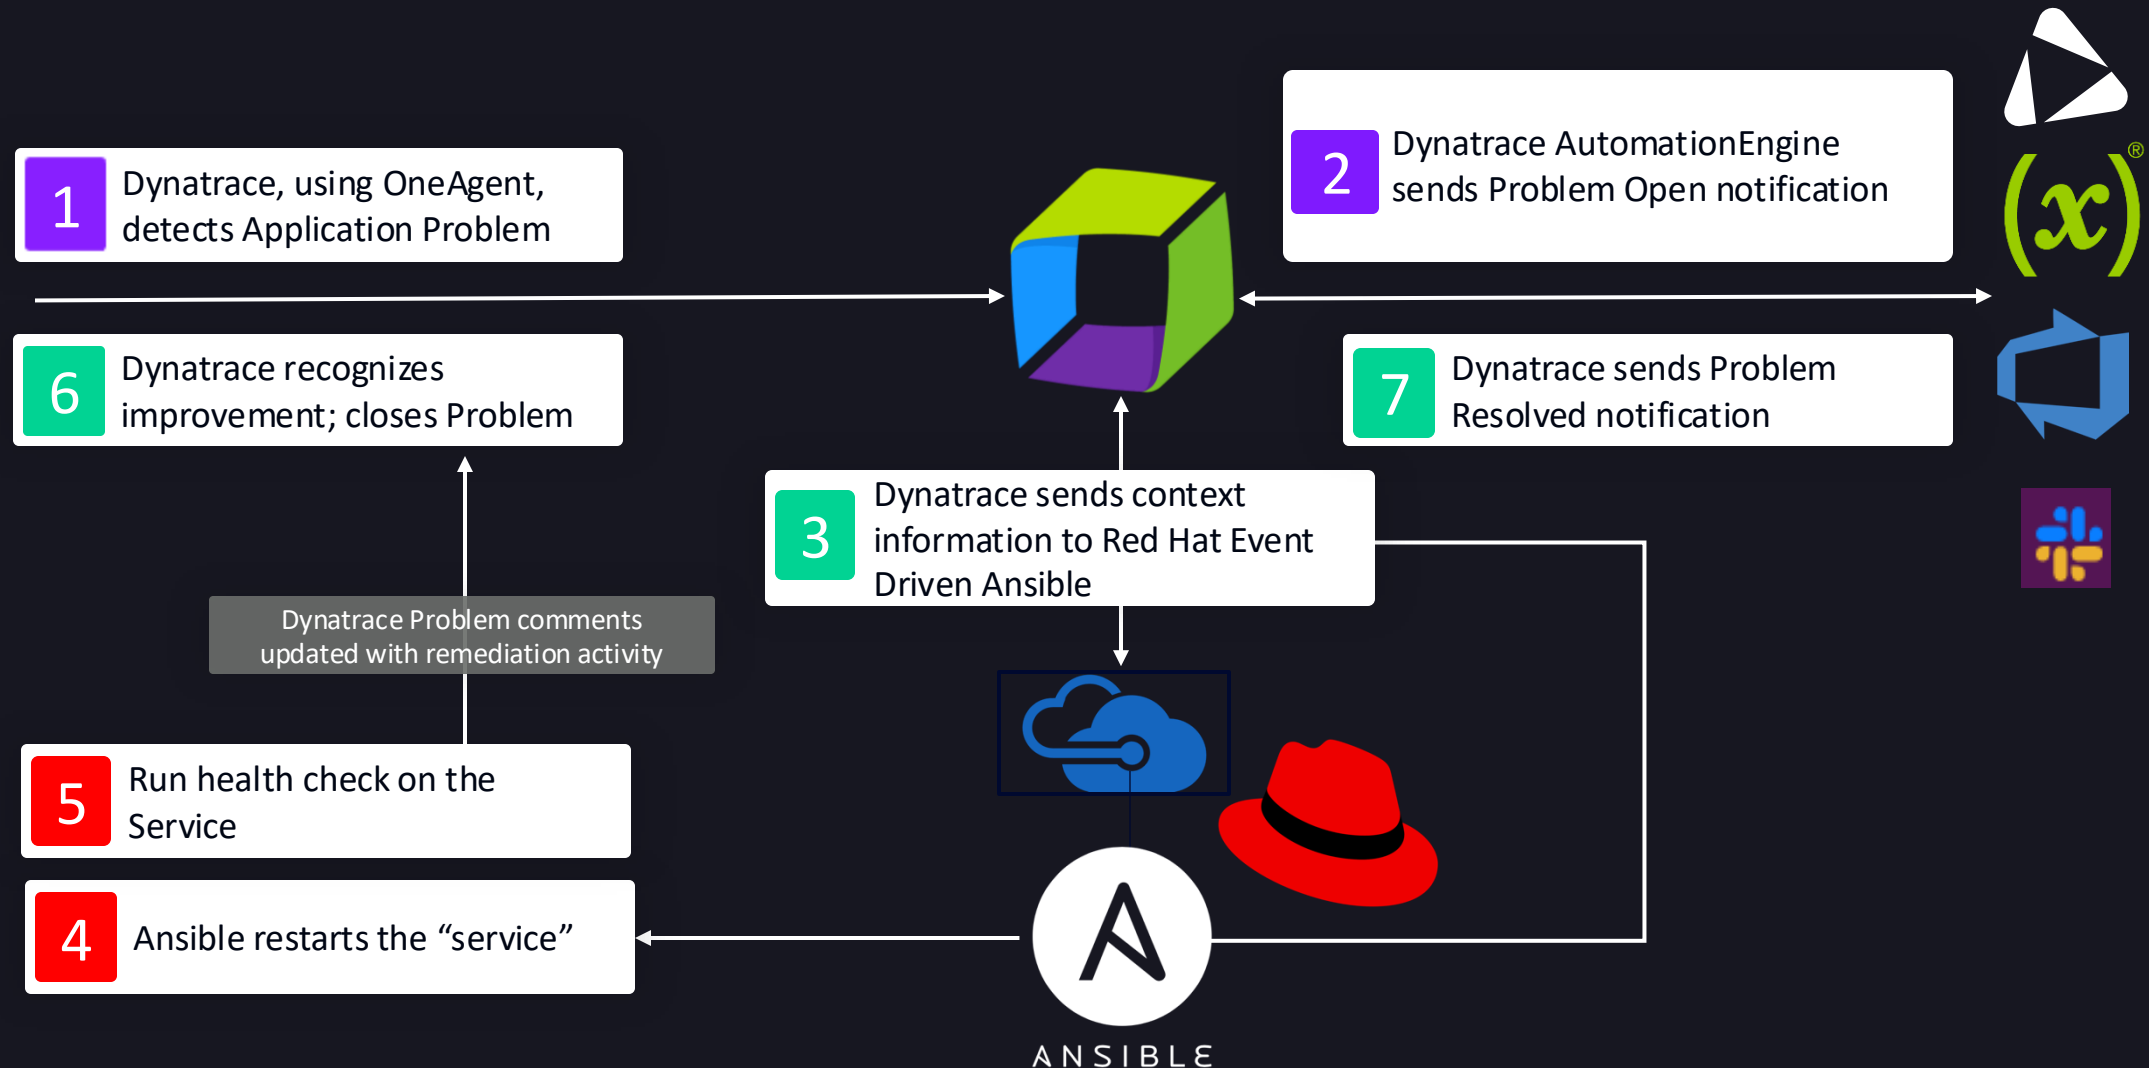 1
Dynatrace, using OneAgent,
detects Application Problem
2
Dynatrace AutomationEngine
sends Problem Open notification
(x)®
6
Dynatrace recognizes
improvement; closes Problem
7
Dynatrace sends Problem
Resolved notification
3
Dynatrace sends context
information to Red Hat Event
Driven Ansible
Dynatrace Problem comments
updated with remediation activity
5
Run health check on the
Service
4
Ansible restarts the “service”
ANSIBLE